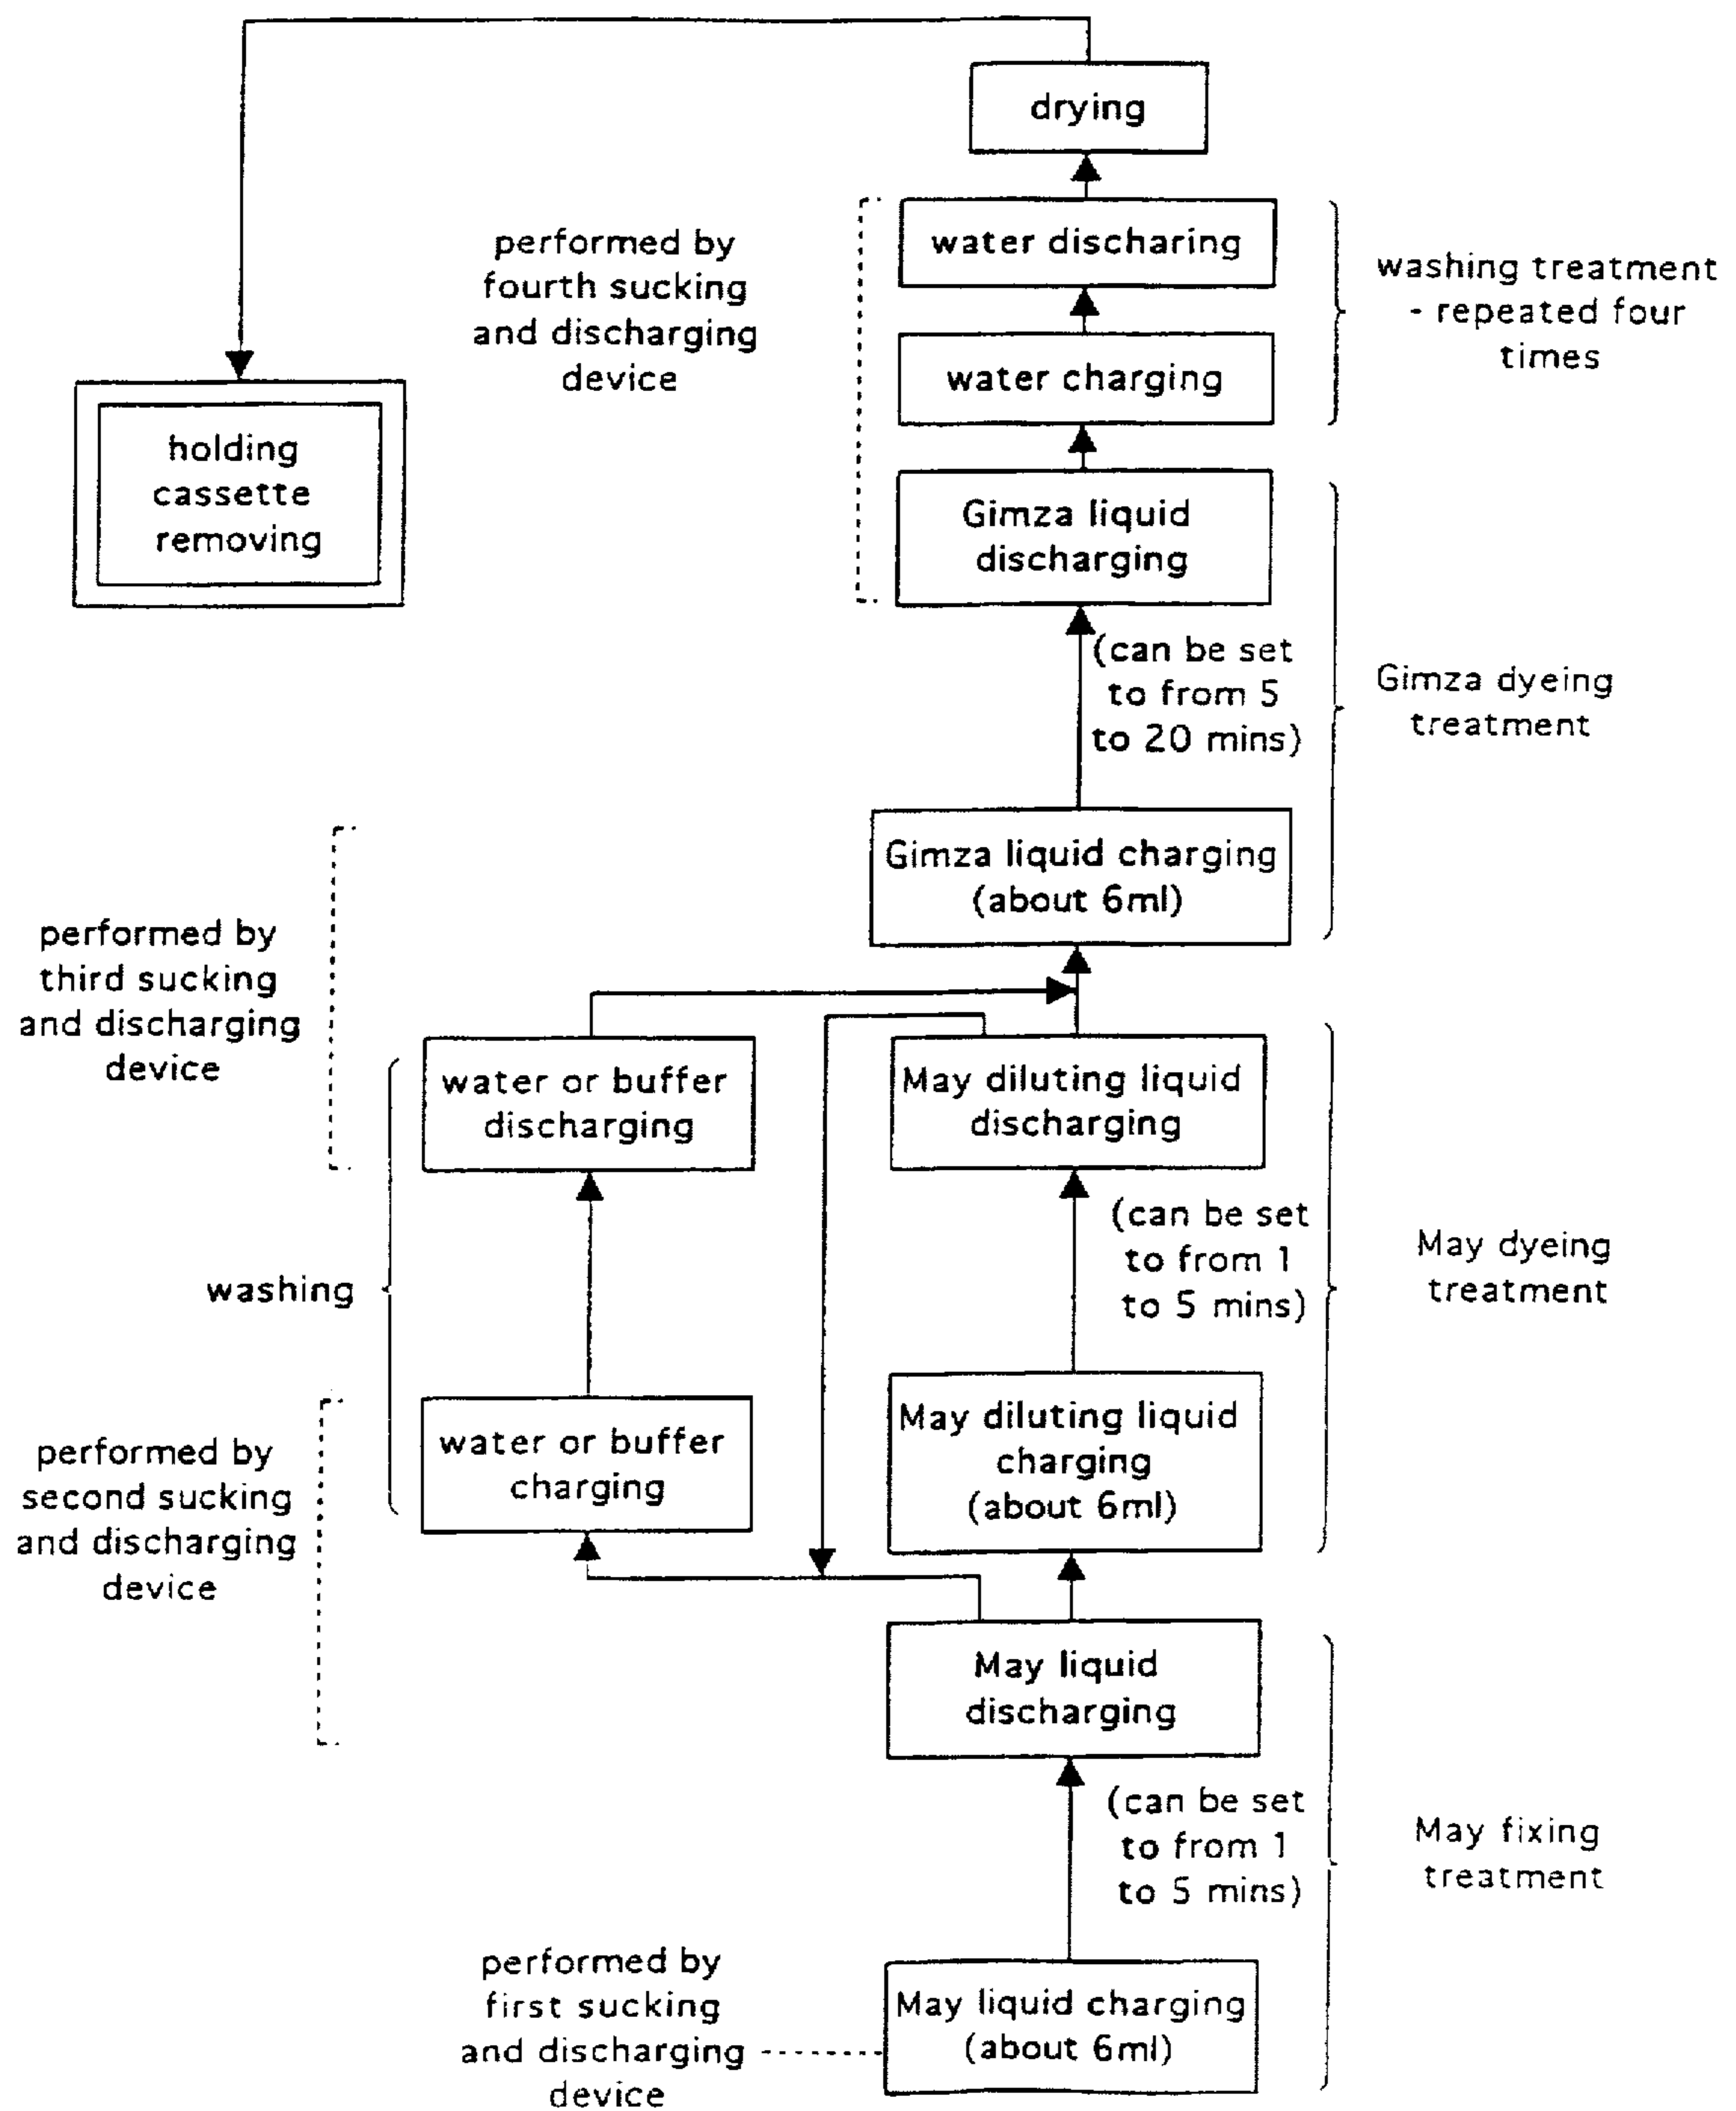 drying
performed by
fourth sucking
and discharging
device
water discharing
washing treatment
- repeated four
times
water charging
holding
cassette
removing
Gimza liquid
discharging
(can be set
to from 5
to 20 mins)
Gimza dyeing
treatment
Gimza liquid charging
(about 6ml)
performed by
third sucking
and discharging
device
water or buffer
discharging
May diluting liquid
discharging
(can be set
to from 1
to 5 mins)
May dyeing
treatment
washing
May diluting liquid
charging
(about 6ml)
water or buffer
charging
performed by
second sucking
and discharging
device
May liquid
discharging
(can be set
to from 1
to 5 mins)
May fixing
treatment
performed by
first sucking
and discharging
device
May liquid charging
(about 6ml)